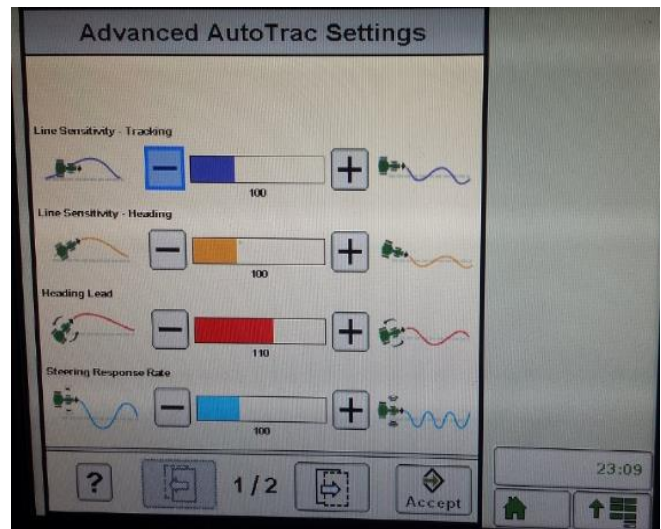 Advanced AutoTrac Settings
Line Sensitivity - Tracking
100
Line Sensitivity - Heading
100
Heading Lead
110
Steering Response Rate
100
?
1/2
Accept
23:09